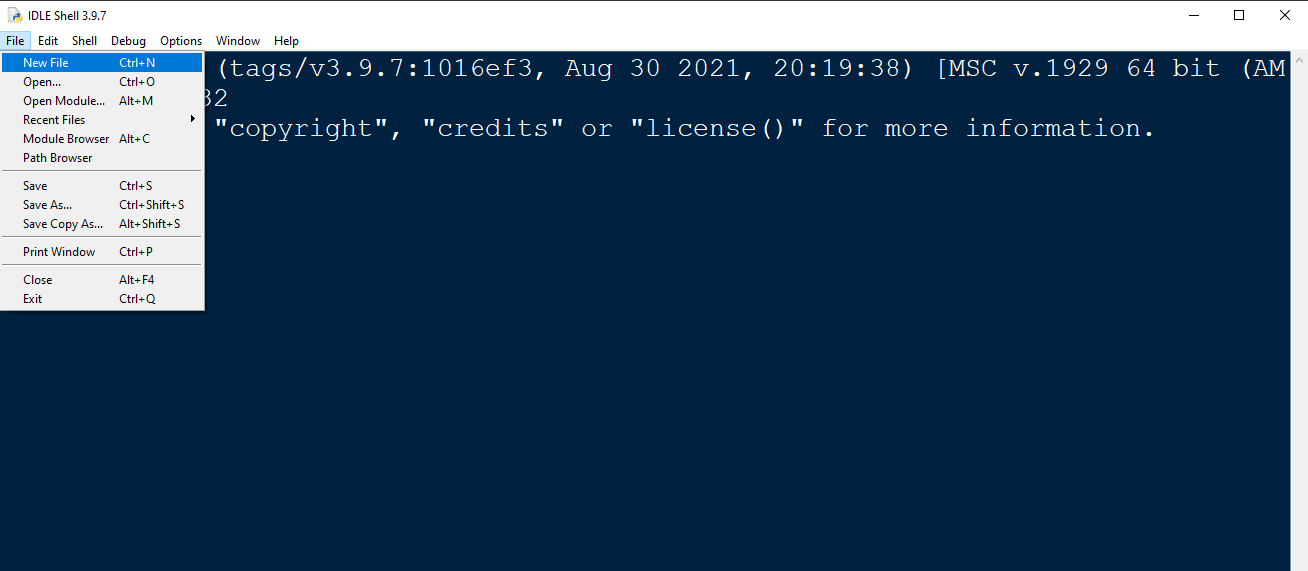 IDLE Shell 3.9.7
File Edit Shell Debug Options Window Help
New File Ctrl+N
Open... Ctrl+O
Open Module... Alt+M
Recent Files
Module Browser Alt+C
Path Browser
Save Ctrl+S
Save As... Ctrl+Shift+S
Save Copy As... Alt+Shift+S
Print Window Ctrl+P
Close Alt+F4
Exit Ctrl+Q
(tags/v3.9.7:1016ef3, Aug 30 2021, 20:19:38) [MSC v.1929 64 bit (AM
32
"copyright", "credits" or "license()" for more information.